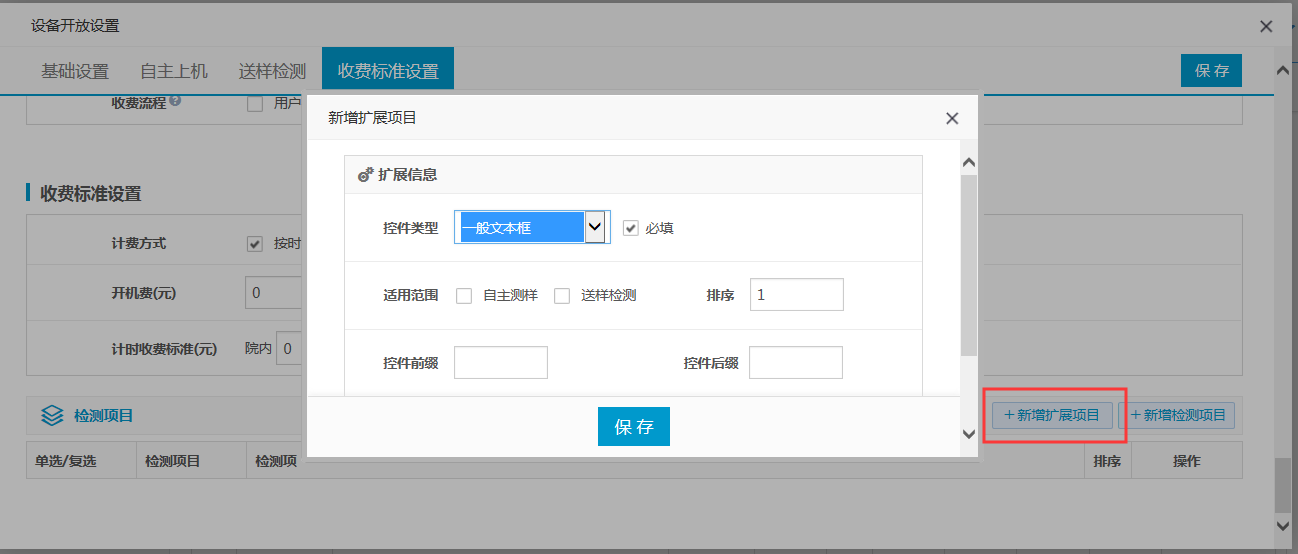 设备开放设置
基础设置 自主上机 送样检测 收费标准设置 保存
收费流程 用户
新增扩展项目
扩展信息
收费标准设置
控件类型 一般文本框 必填
计费方式 按时
开机费(元) 0
适用范围 自主测样 送样检测 排序 1
计时收费标准(元) 院内 0
控件前缀 控件后缀
检测项目 保存 +新增扩展项目 +新增检测项目
单选/复选 检测项目 检测项 排序 操作